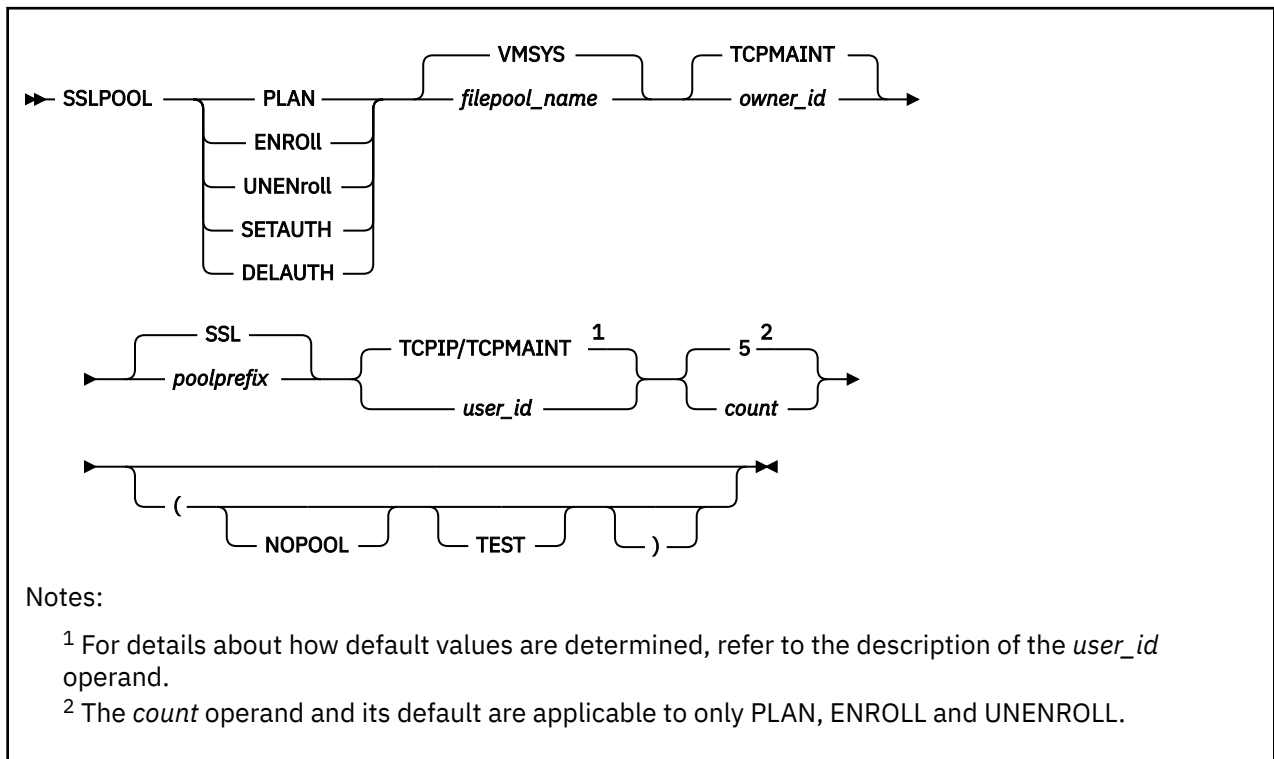 VMSYS TCPMAINT
SSLPOOL PLAN filepool_name owner_id
ENROll
UNENroll
SETAUTH
DELAUTH
SSL TCPIP/TCPMAINT 1 5 2
poolprefix user_id count
(
NOPOOL TEST )
Notes:
1 For details about how default values are determined, refer to the description of the user_id
operand.
2 The count operand and its default are applicable to only PLAN, ENROLL and UNENROLL.